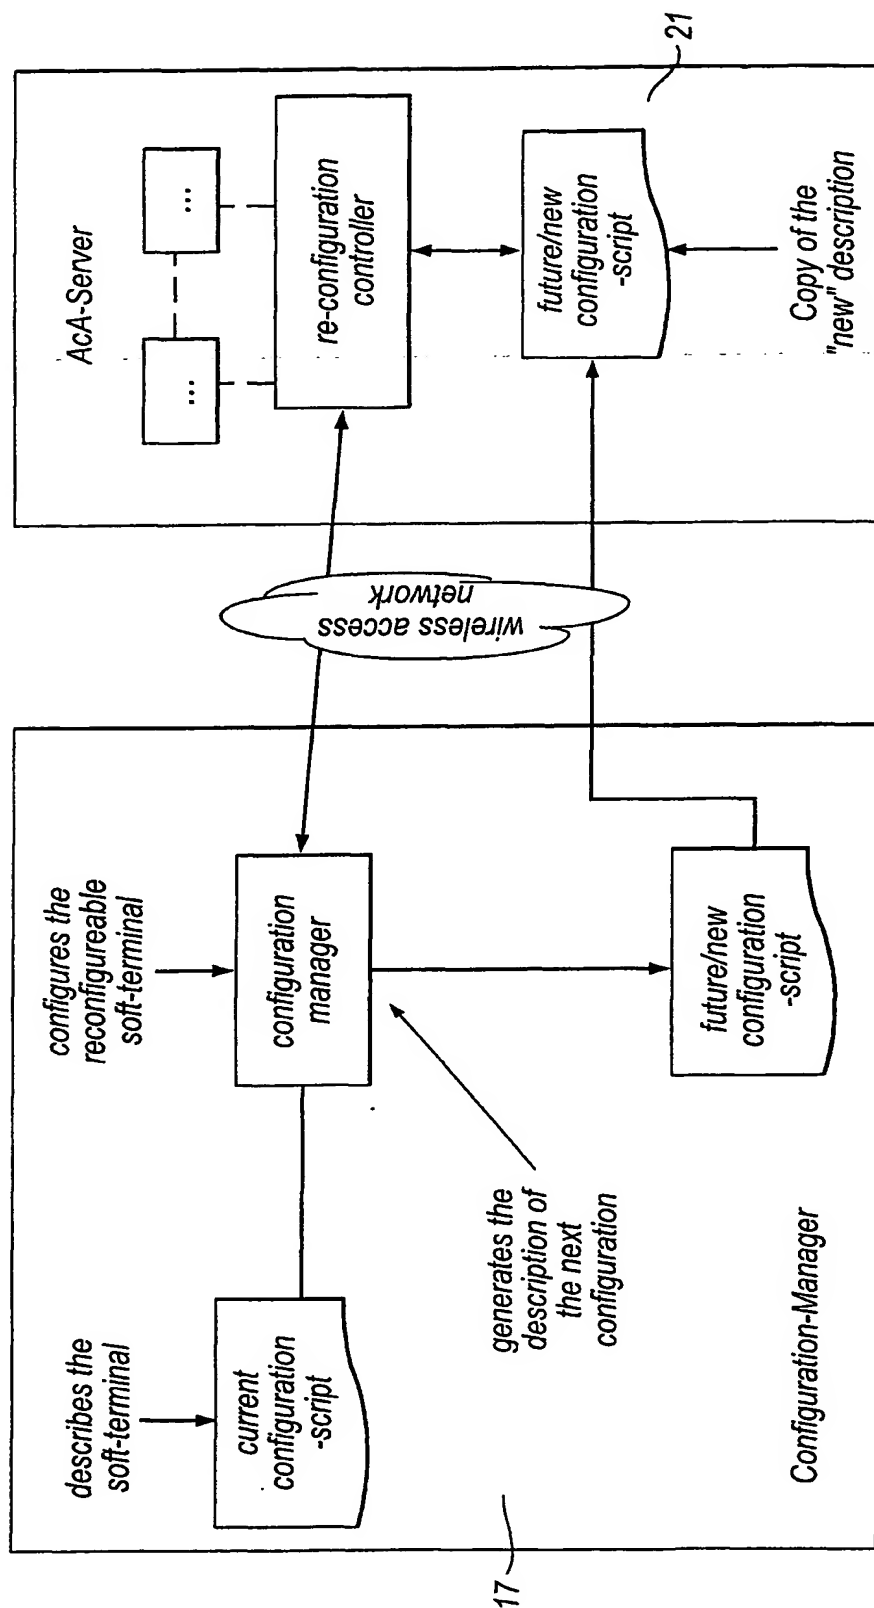 describes the
soft-terminal
current
configuration
-script
17
configures the
reconfigureable
soft-terminal
configuration
manager
generates the
description of
the next
configuration
future/new
configuration
-script
Configuration-Manager
wireless access
network
AcA-Server
...
...
re-configuration
controller
future/new
configuration
-script
Copy of the
"new" description
21